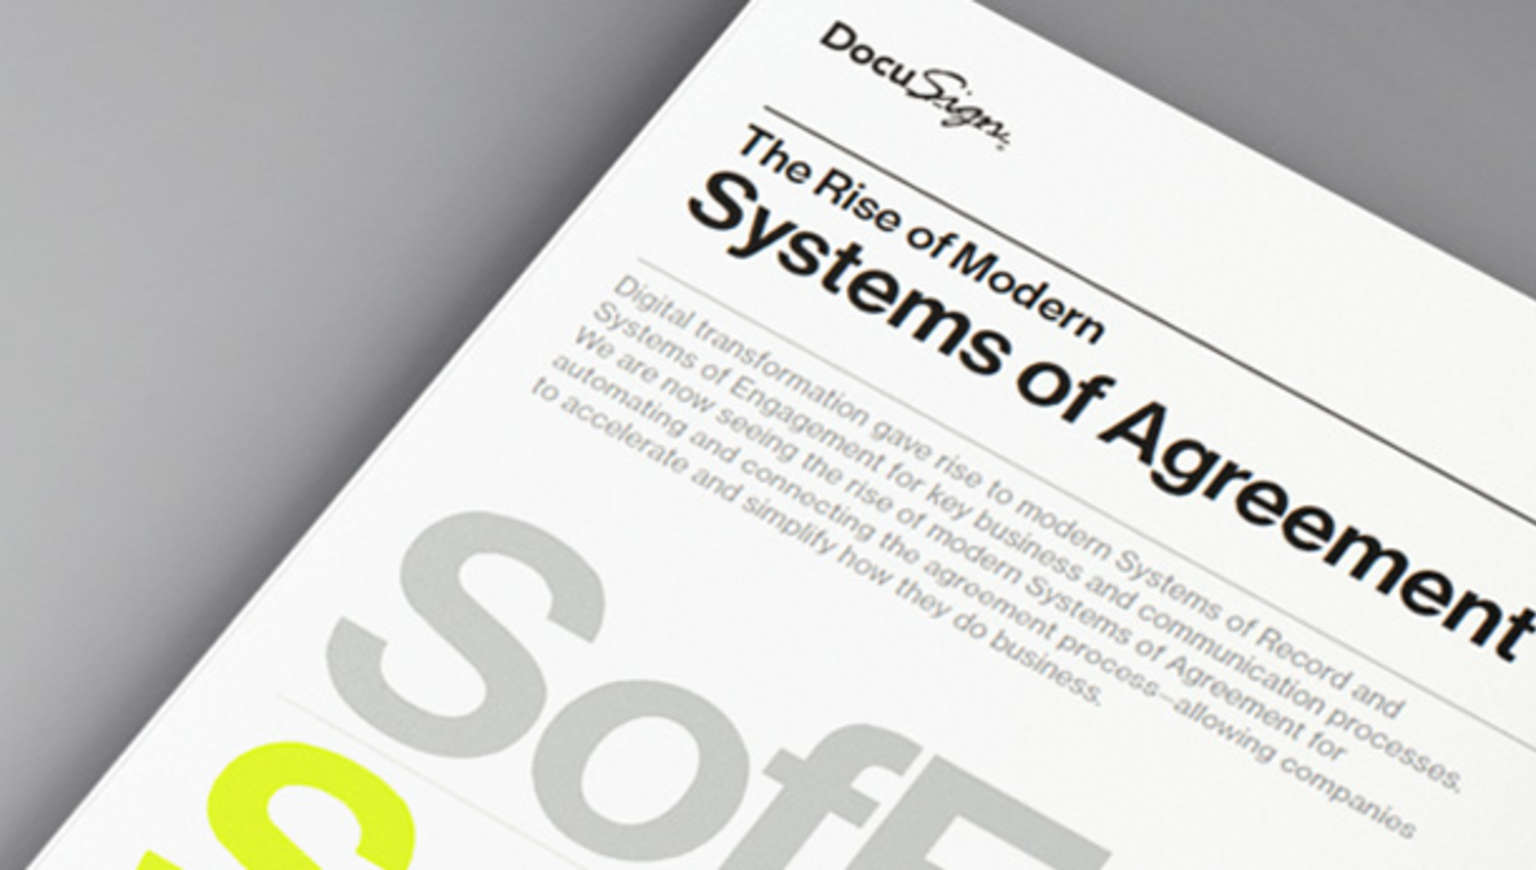 DocuSign
The Rise of Modern
Systems of Agreement
Digital transformation gave rise to modern Systems of Record and
Systems of Engagement for key business and communication processes.
We are now seeing the rise of modern Systems of Agreement for
automating and connecting the agreement process—allowing companies
to accelerate and simplify how they do business.
SofE
S